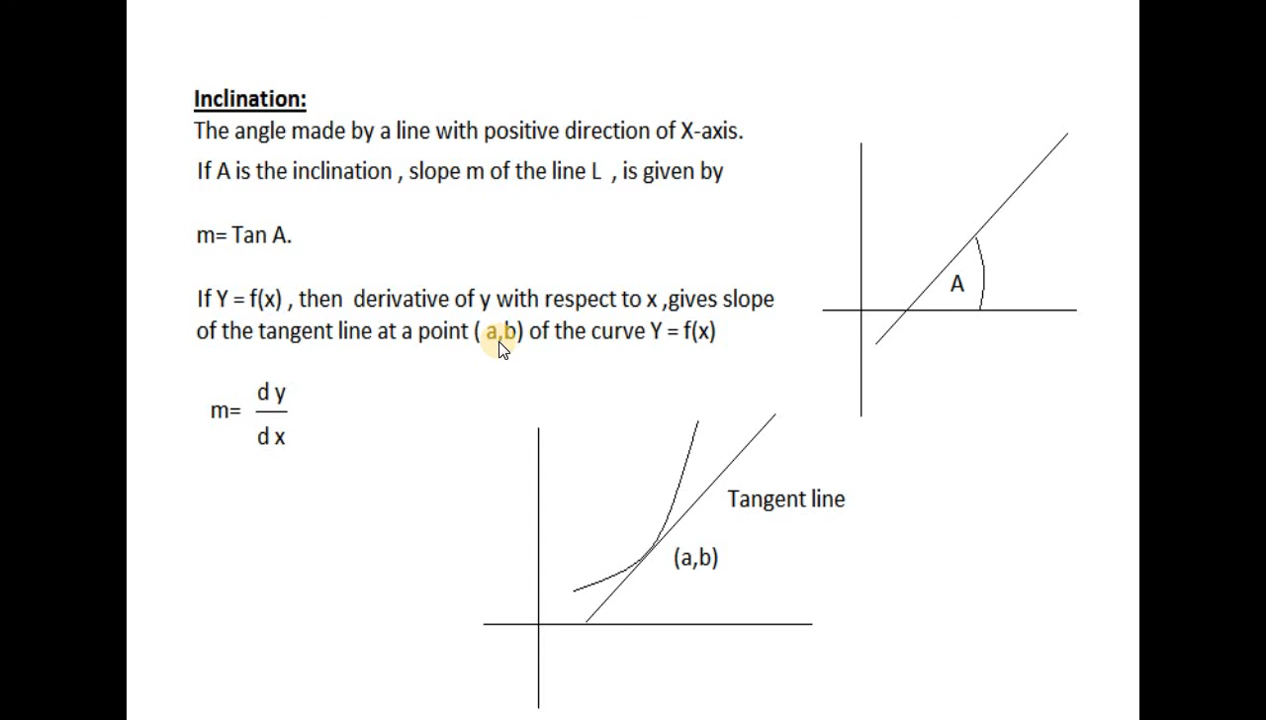 Inclination:
The angle made by a line with positive direction of X-axis.
If A is the inclination , slope m of the line L , is given by
m= Tan A.
A
If Y = f(x) , then derivative of y with respect to x ,gives slope
of the tangent line at a point ( a,b) of the curve Y = f(x)
m= d y
d x
Tangent line
(a,b)